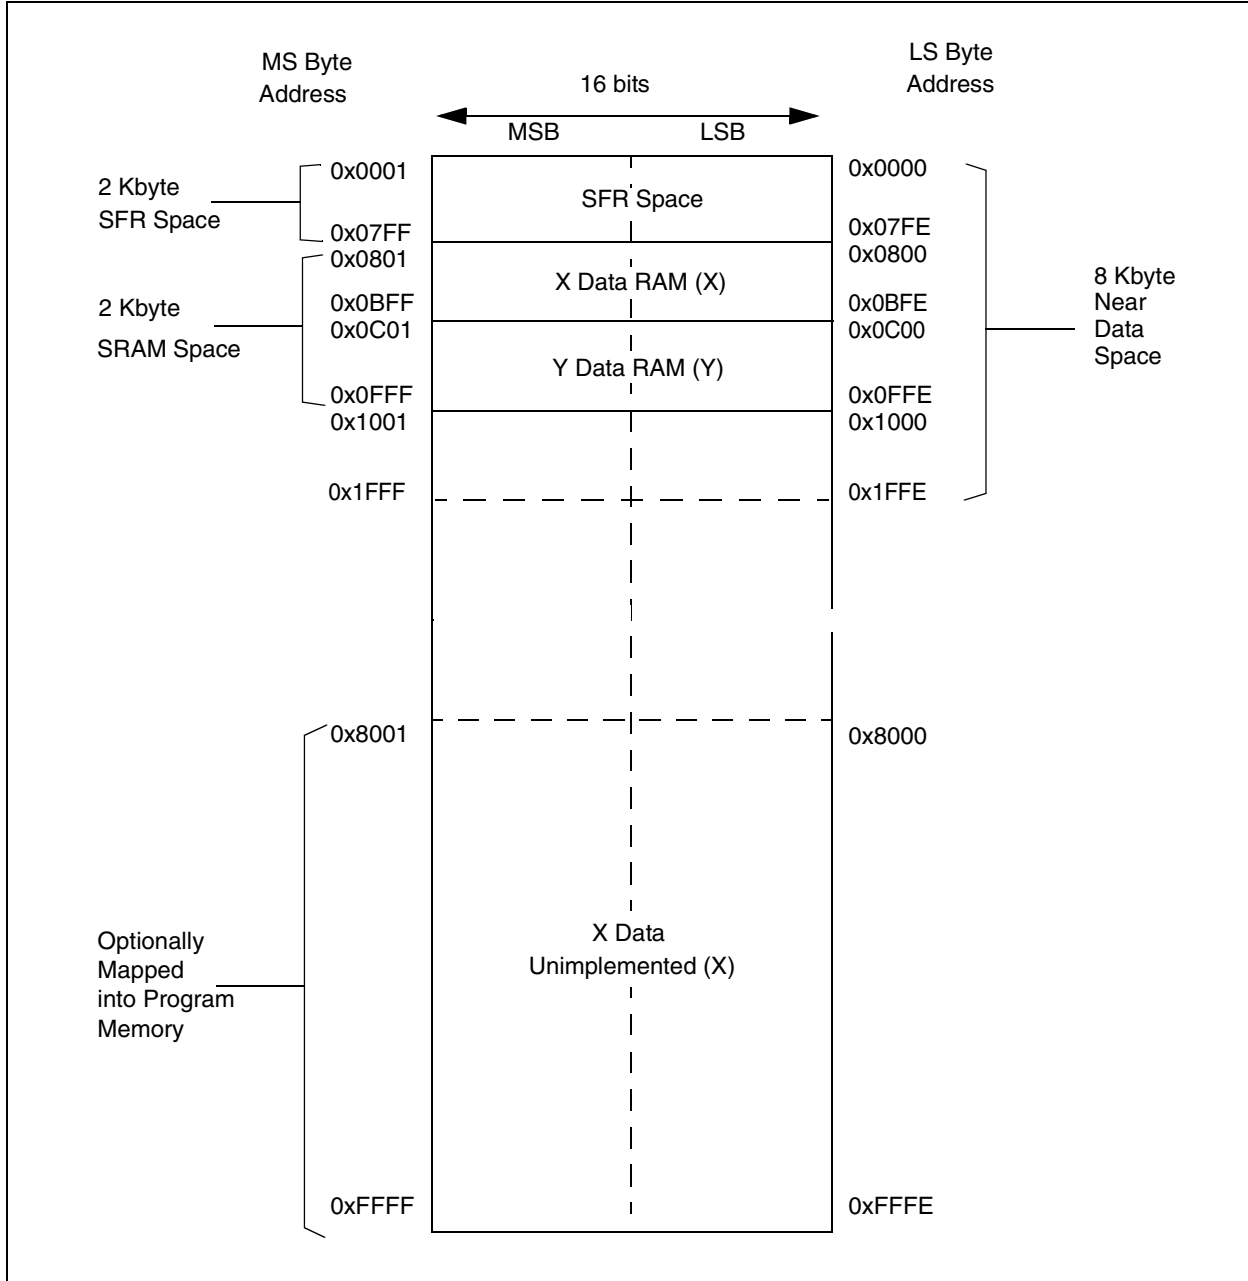 MS Byte
Address
16 bits
LS Byte
Address
MSB
LSB
2 Kbyte
SFR Space
0x0001
SFR Space
0x0000
0x07FF
0x07FE
2 Kbyte
SRAM Space
0x0801
X Data RAM (X)
0x0800
0x0BFF
0x0BFE
0x0C01
0x0C00
Y Data RAM (Y)
0x0FFF
0x0FFE
0x1001
0x1000
8 Kbyte
Near
Data
Space
0x1FFF
0x1FFE
0x8001
0x8000
Optionally
Mapped
into Program
Memory
X Data
Unimplemented (X)
0xFFFF
0xFFFE